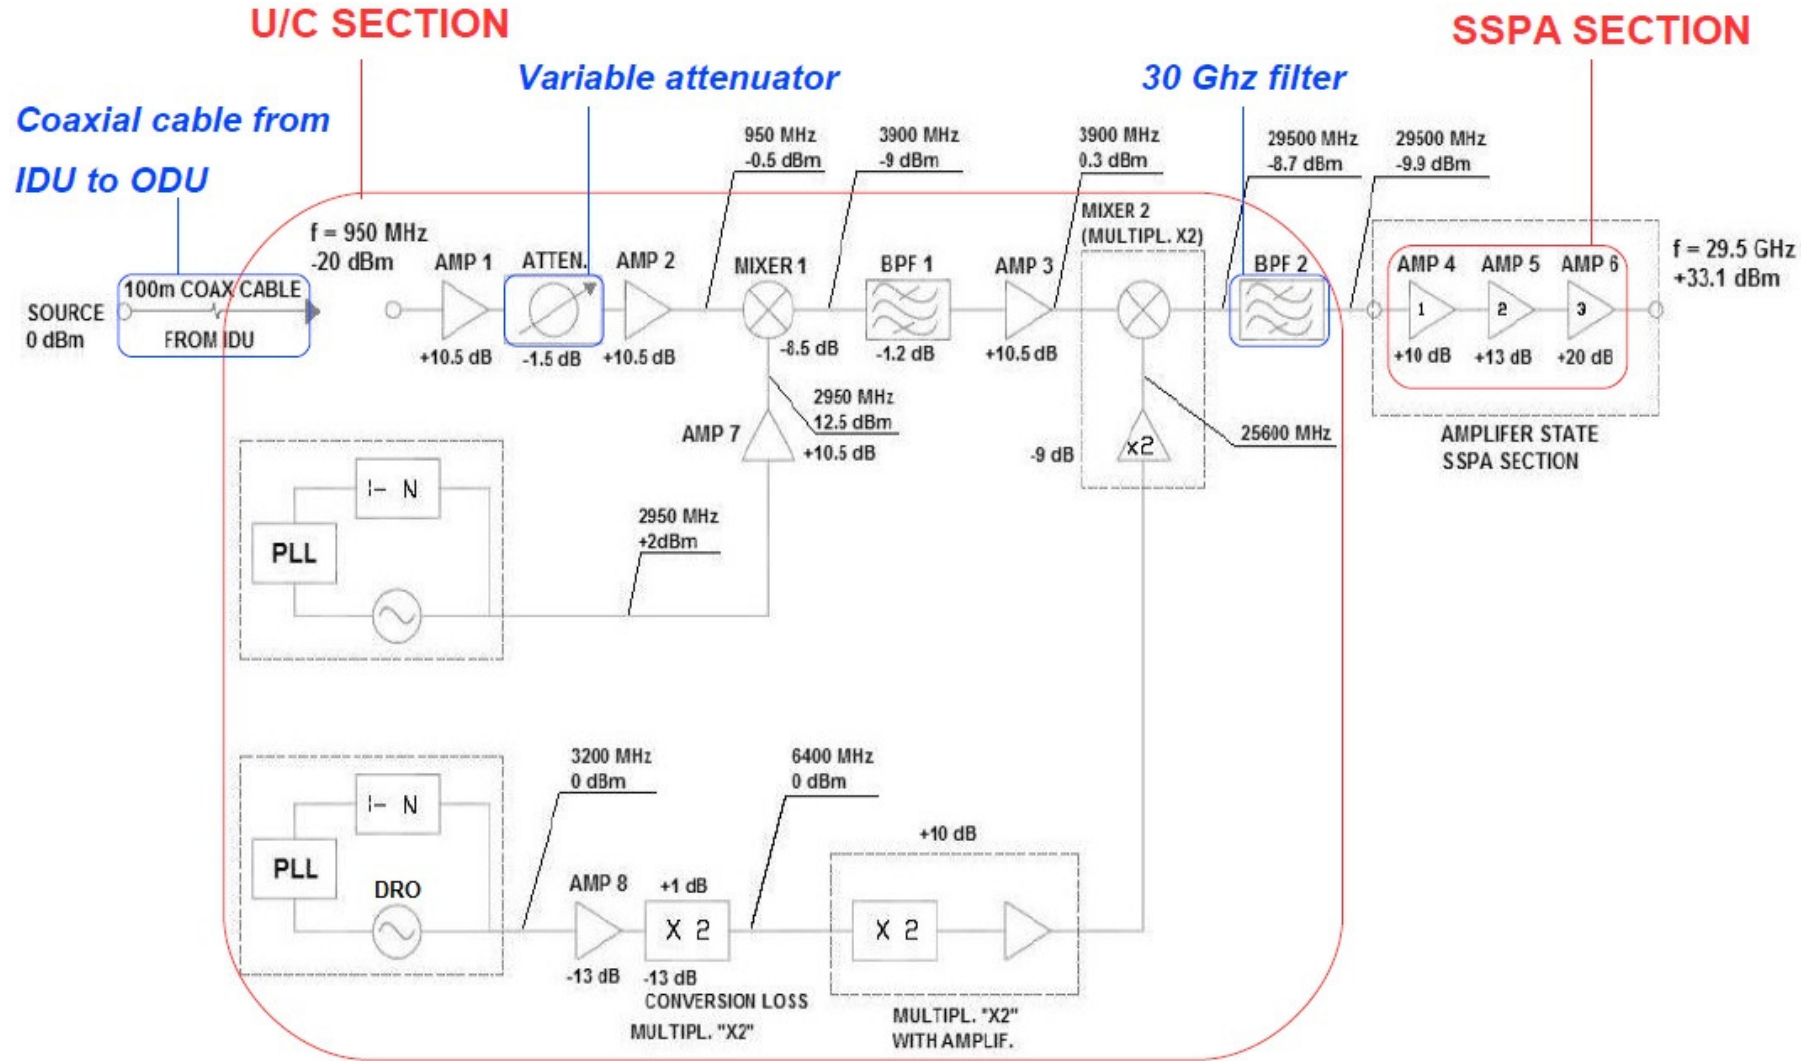 U/C SECTION
SSPA SECTION
Variable attenuator
30 Ghz filter
Coaxial cable from
IDU to ODU
950 MHz
-0.5 dBm
3900 MHz
-9 dBm
3900 MHz
0.3 dBm
29500 MHz
-8.7 dBm
29500 MHz
-9.9 dBm
f = 950 MHz
-20 dBm
AMP 1
ATTEN.
AMP 2
MIXER 1
BPF 1
AMP 3
MIXER 2
(MULTIPL. X2)
BPF 2
AMP 4
AMP 5
AMP 6
f = 29.5 GHz
+33.1 dBm
SOURCE
0 dBm
100m COAX CABLE
FROM IDU
1
2
3
+10.5 dB
-1.5 dB
+10.5 dB
-8.5 dB
-1.2 dB
+10.5 dB
+10 dB
+13 dB
+20 dB
2950 MHz
12.5 dBm
AMP 7
+10.5 dB
-9 dB
x2
25600 MHz
AMPLIFER STATE
SSPA SECTION
I- N
PLL
2950 MHz
+2dBm
3200 MHz
0 dBm
6400 MHz
0 dBm
I- N
PLL
DRO
AMP 8
+1 dB
X 2
-13 dB
-13 dB
CONVERSION LOSS
MULTIPL. "X2"
+10 dB
X 2
MULTIPL. "X2"
WITH AMPLIF.